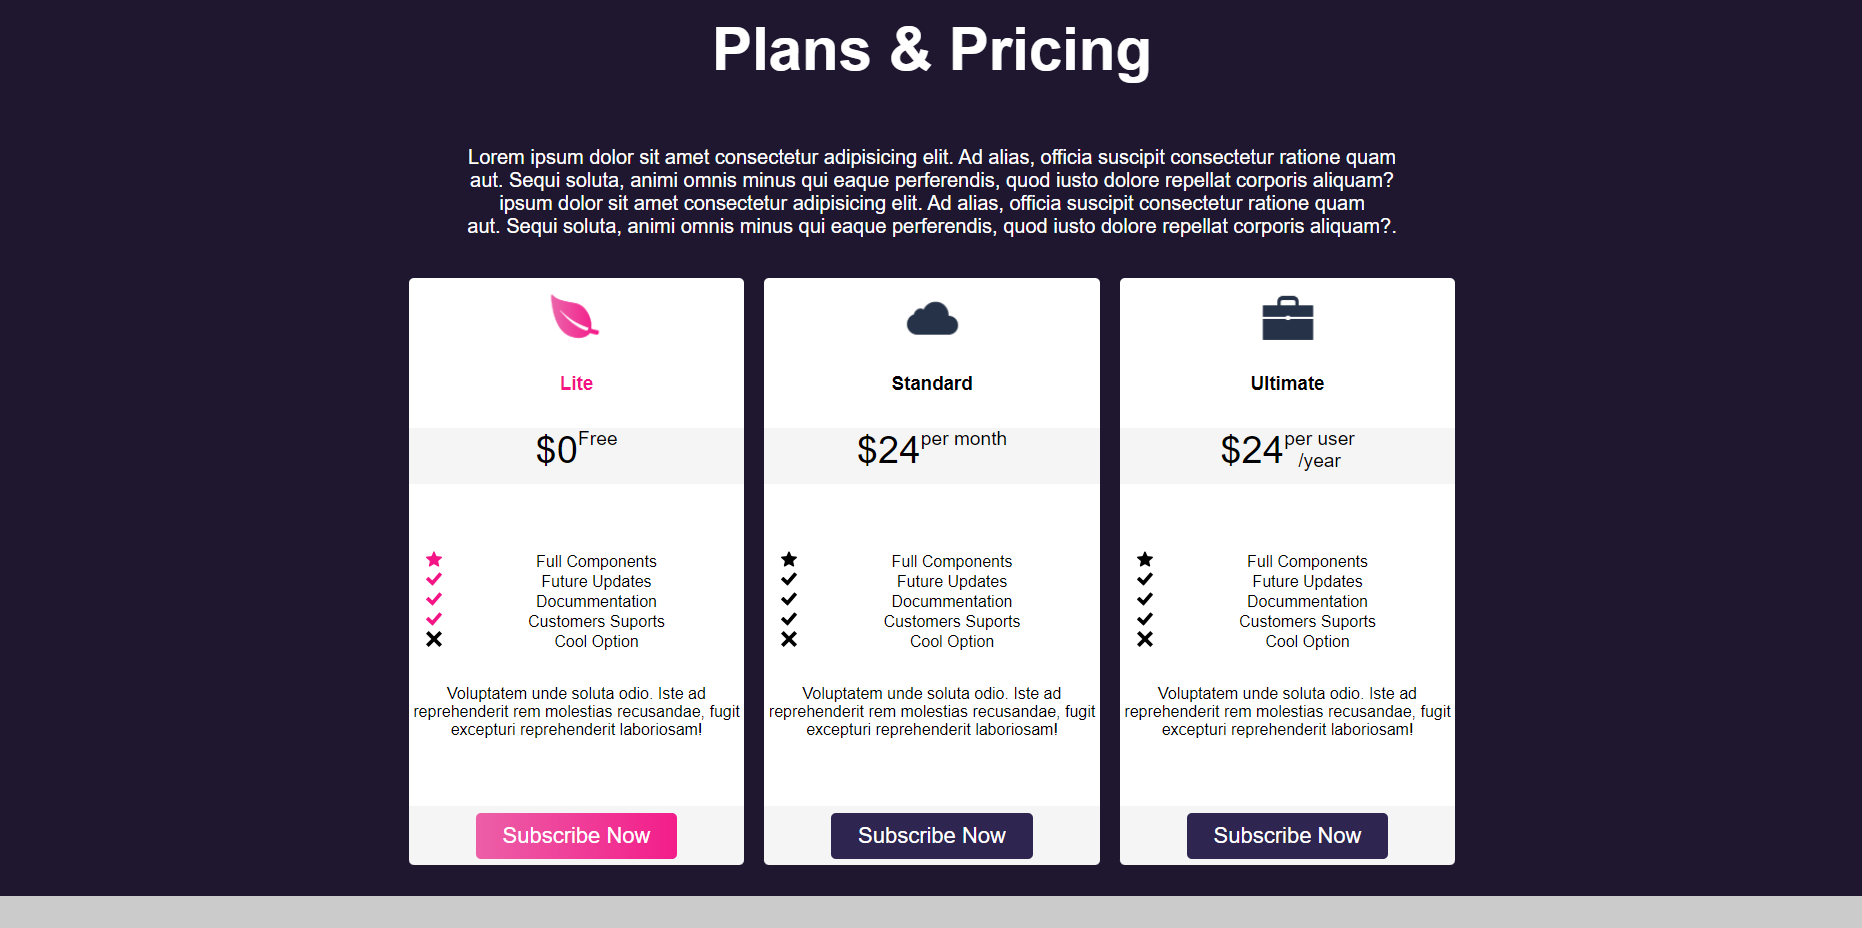 Plans & Pricing
Lorem ipsum dolor sit amet consectetur adipisicing elit. Ad alias, officia suscipit consectetur ratione quam
aut. Sequi soluta, animi omnis minus qui eaque perferendis, quod iusto dolore repellat corporis aliquam?
ipsum dolor sit amet consectetur adipisicing elit. Ad alias, officia suscipit consectetur ratione quam
aut. Sequi soluta, animi omnis minus qui eaque perferendis, quod iusto dolore repellat corporis aliquam?.
Lite
$0 Free
Full Components
Future Updates
Docummentation
Customers Suports
Cool Option
Voluptatem unde soluta odio. Iste ad
reprehenderit rem molestias recusandae, fugit
excepturi reprehenderit laboriosam!
Subscribe Now
Standard
$24 per month
Full Components
Future Updates
Docummentation
Customers Suports
Cool Option
Voluptatem unde soluta odio. Iste ad
reprehenderit rem molestias recusandae, fugit
excepturi reprehenderit laboriosam!
Subscribe Now
Ultimate
$24 per user
/year
Full Components
Future Updates
Docummentation
Customers Suports
Cool Option
Voluptatem unde soluta odio. Iste ad
reprehenderit rem molestias recusandae, fugit
excepturi reprehenderit laboriosam!
Subscribe Now